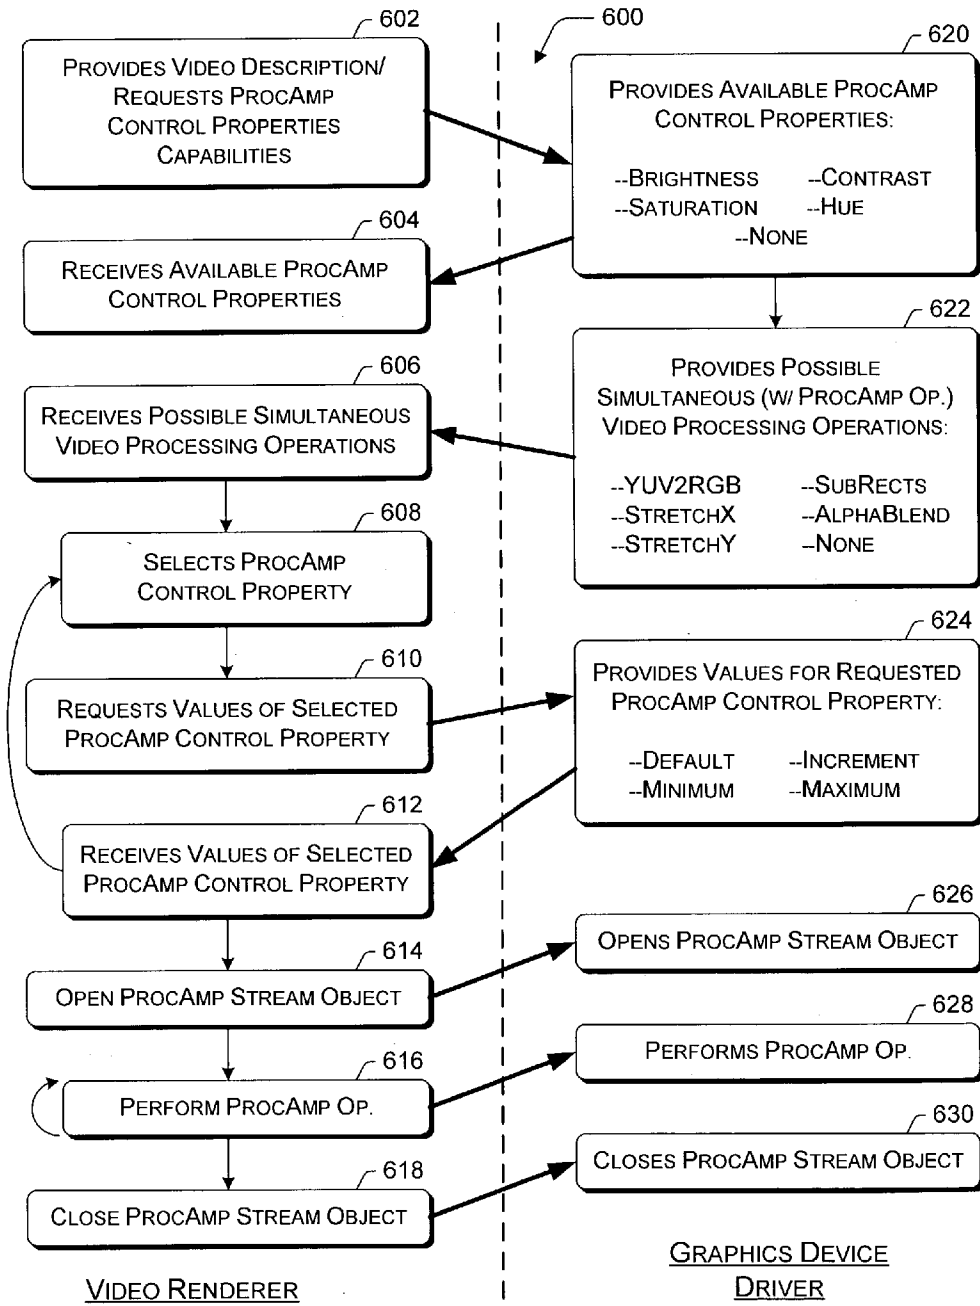 602
PROVIDES VIDEO DESCRIPTION/
REQUESTS PROCAMP
CONTROL PROPERTIES
CAPABILITIES
604
RECEIVES AVAILABLE PROCAMP
CONTROL PROPERTIES
606
RECEIVES POSSIBLE SIMULTANEOUS
VIDEO PROCESSING OPERATIONS
608
SELECTS PROCAMP
CONTROL PROPERTY
610
REQUESTS VALUES OF SELECTED
PROCAMP CONTROL PROPERTY
612
RECEIVES VALUES OF SELECTED
PROCAMP CONTROL PROPERTY
614
OPEN PROCAMP STREAM OBJECT
616
PERFORM PROCAMP OP.
618
CLOSE PROCAMP STREAM OBJECT
VIDEO RENDERER
600
620
PROVIDES AVAILABLE PROCAMP
CONTROL PROPERTIES:
--BRIGHTNESS --CONTRAST
--SATURATION --HUE
--NONE
622
PROVIDES POSSIBLE
SIMULTANEOUS (W/ PROCAMP OP.)
VIDEO PROCESSING OPERATIONS:
--YUV2RGB --SUBRECTS
--STRETCHX --ALPHABLEND
--STRETCHY --NONE
624
PROVIDES VALUES FOR REQUESTED
PROCAMP CONTROL PROPERTY:
--DEFAULT --INCREMENT
--MINIMUM --MAXIMUM
626
OPENS PROCAMP STREAM OBJECT
628
PERFORMS PROCAMP OP.
630
CLOSES PROCAMP STREAM OBJECT
GRAPHICS DEVICE
DRIVER